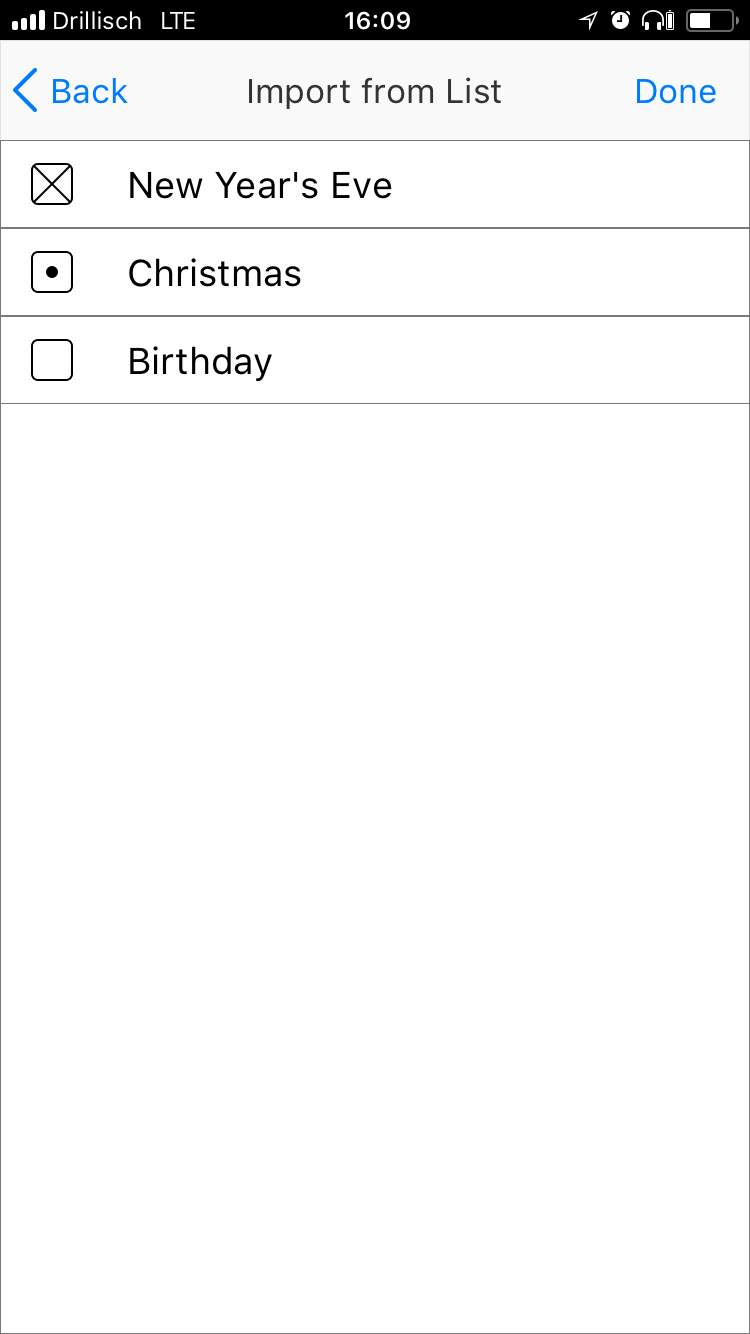 Drillisch LTE 16:09
Back Import from List Done
New Year's Eve
Christmas
Birthday